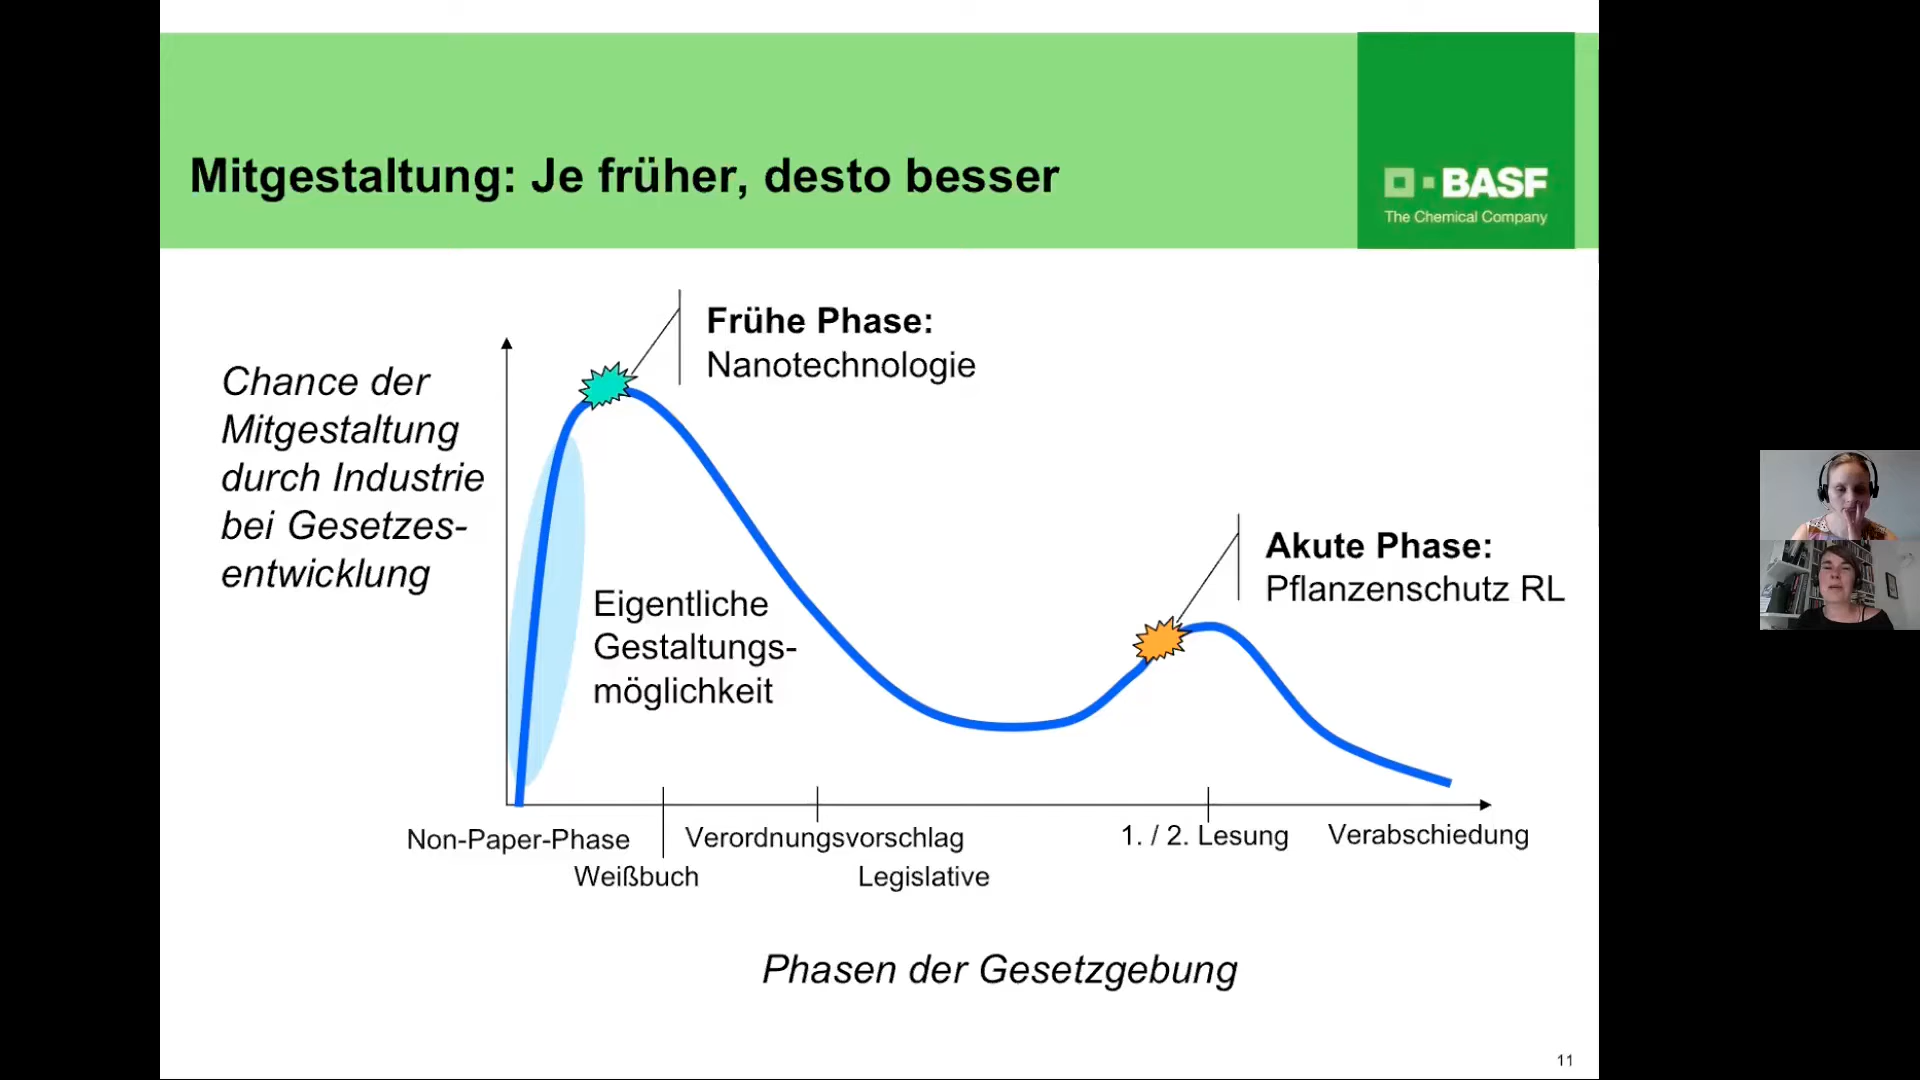 Mitgestaltung: Je früher, desto besser
BASF
The Chemical Company
Frühe Phase:
Nanotechnologie
Chance der
Mitgestaltung
durch Industrie
bei Gesetzes-
entwicklung
Eigentliche
Gestaltungs-
möglichkeit
Akute Phase:
Pflanzenschutz RL
Non-Paper-Phase
Weißbuch
Verordnungsvorschlag
Legislative
1. / 2. Lesung
Verabschiedung
Phasen der Gesetzgebung
11